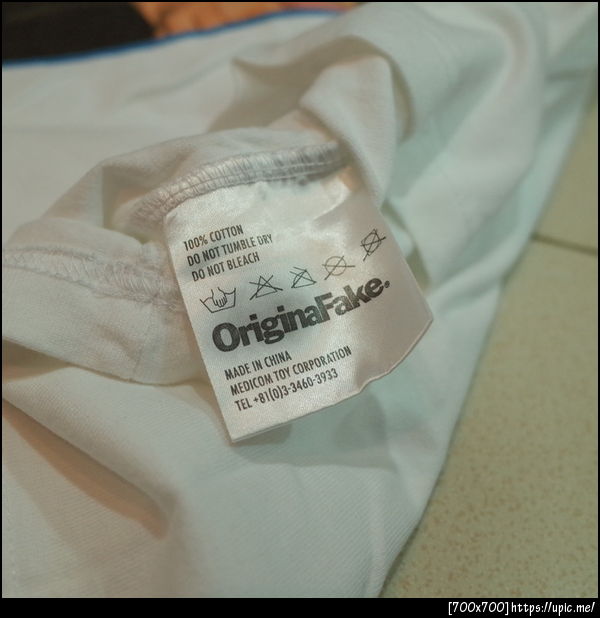 100% COTTON
DO NOT TUMBLE DRY
DO NOT BLEACH
OriginalFake.
MADE IN CHINA
MEDICOM TOY CORPORATION
TEL +81(0)3-3460-3933
[700x700] https://upic.me/